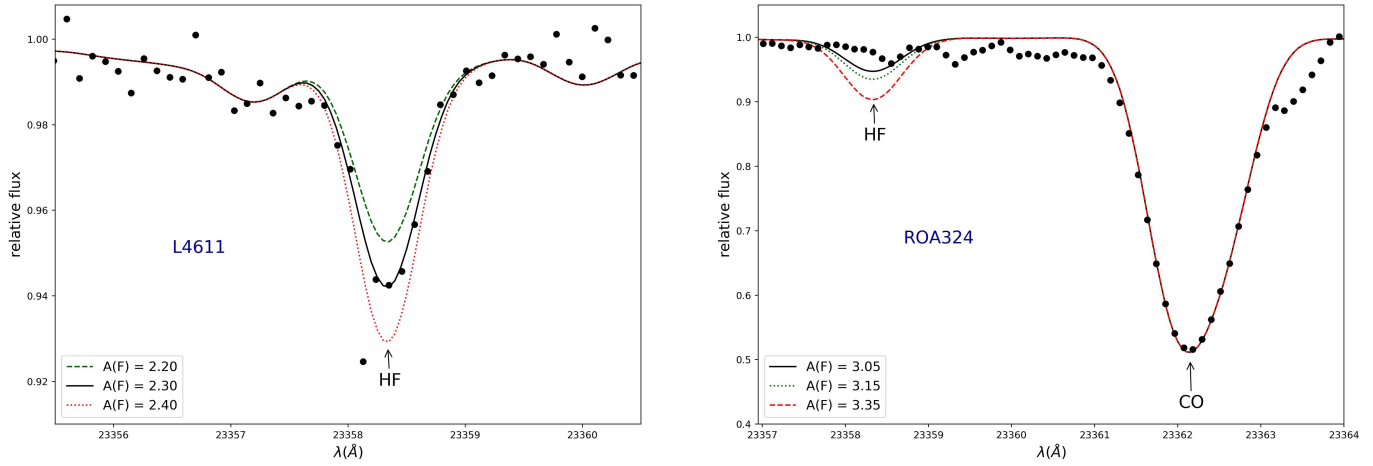 1.00
0.98
0.96
0.94
0.92
relative flux
L4611
HF
A(F) = 2.20
A(F) = 2.30
A(F) = 2.40
23356
23357
23358
23359
23360
λ(Å)
1.0
0.9
0.8
0.7
0.6
0.5
0.4
relative flux
HF
ROA324
CO
A(F) = 3.05
A(F) = 3.15
A(F) = 3.35
23357
23358
23359
23360
23361
23362
23363
23364
λ(Å)